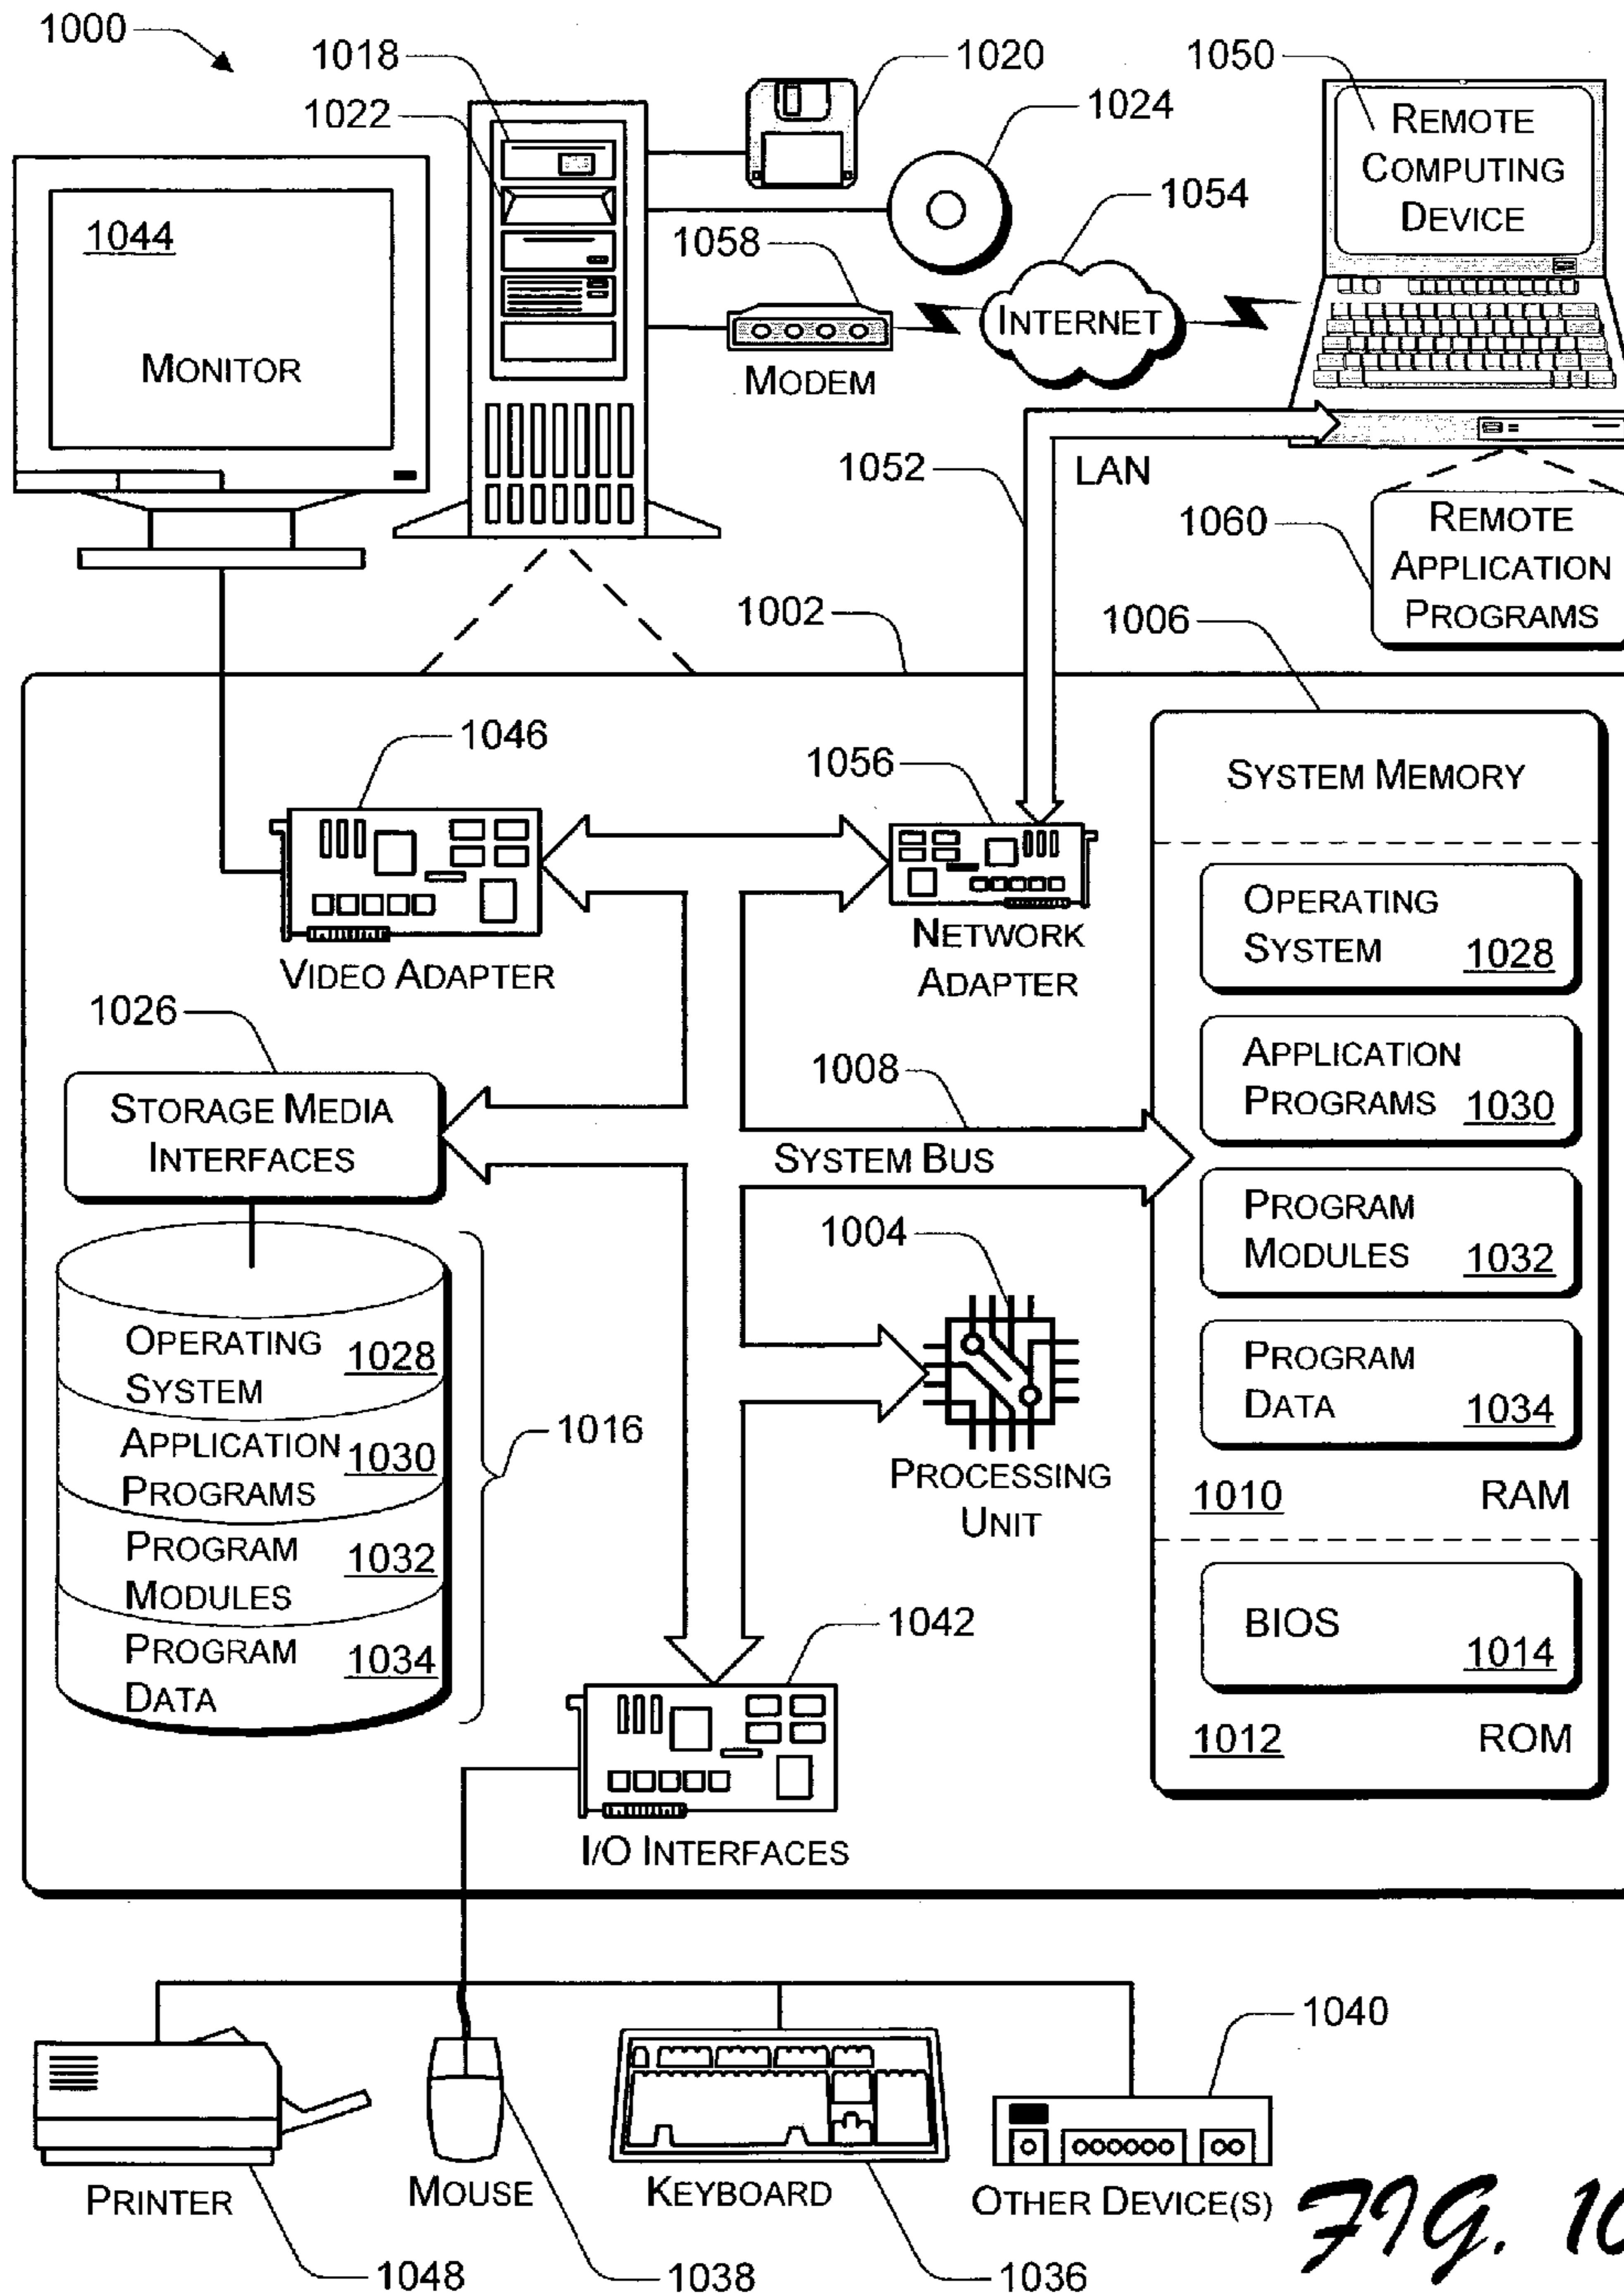 1000
1018
1020
1050
1022
1024
REMOTE
COMPUTING
DEVICE
1044
1058
1054
MONITOR
INTERNET
MODEM
1052
LAN
1060
REMOTE
APPLICATION
PROGRAMS
1002
1006
1046
1056
SYSTEM MEMORY
VIDEO ADAPTER
NETWORK
ADAPTER
OPERATING
SYSTEM 1028
1026
STORAGE MEDIA
INTERFACES
1008
SYSTEM BUS
APPLICATION
PROGRAMS 1030
PROGRAM
MODULES 1032
1004
PROCESSING
UNIT
PROGRAM
DATA 1034
1010 RAM
OPERATING
SYSTEM 1028
APPLICATION
PROGRAMS 1030
PROGRAM
MODULES 1032
PROGRAM
DATA 1034
1016
BIOS
1014
1012 ROM
1042
I/O INTERFACES
1040
PRINTER
MOUSE
KEYBOARD
OTHER DEVICE(S)
1048
1038
1036
FIG. 10